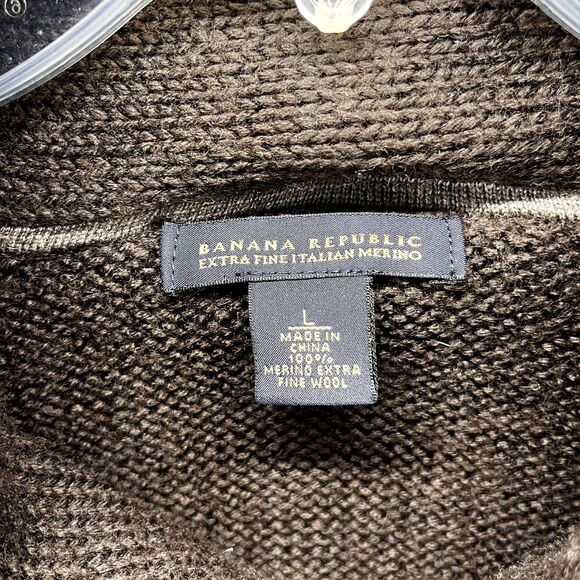 BANANA REPUBLIC
EXTRA FINE ITALIAN MERINO
L
MADE IN
CHINA
100%
MERINO EXTRA
FINE WOOL